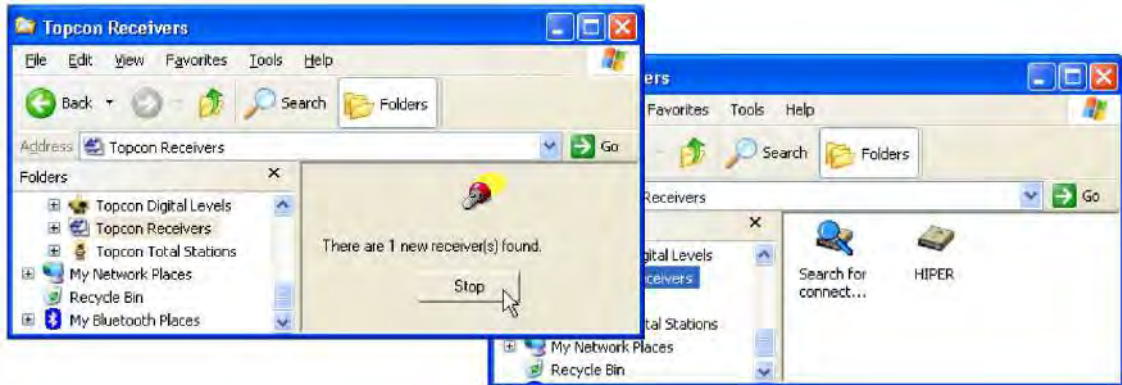 Topcon Receivers
File Edit View Favorites Tools Help
Back Search Folders
Address Topcon Receivers Go
Folders
Topcon Digital Levels
Topcon Receivers
Topcon Total Stations
My Network Places
Recycle Bin
My Bluetooth Places
There are 1 new receiver(s) found.
Stop
ers
Favorites Tools Help
Search Folders
Receivers Go
gital Levels
ceivers
tal Stations
My Network Places
Recycle Bin
Search for
connect...
HIPER